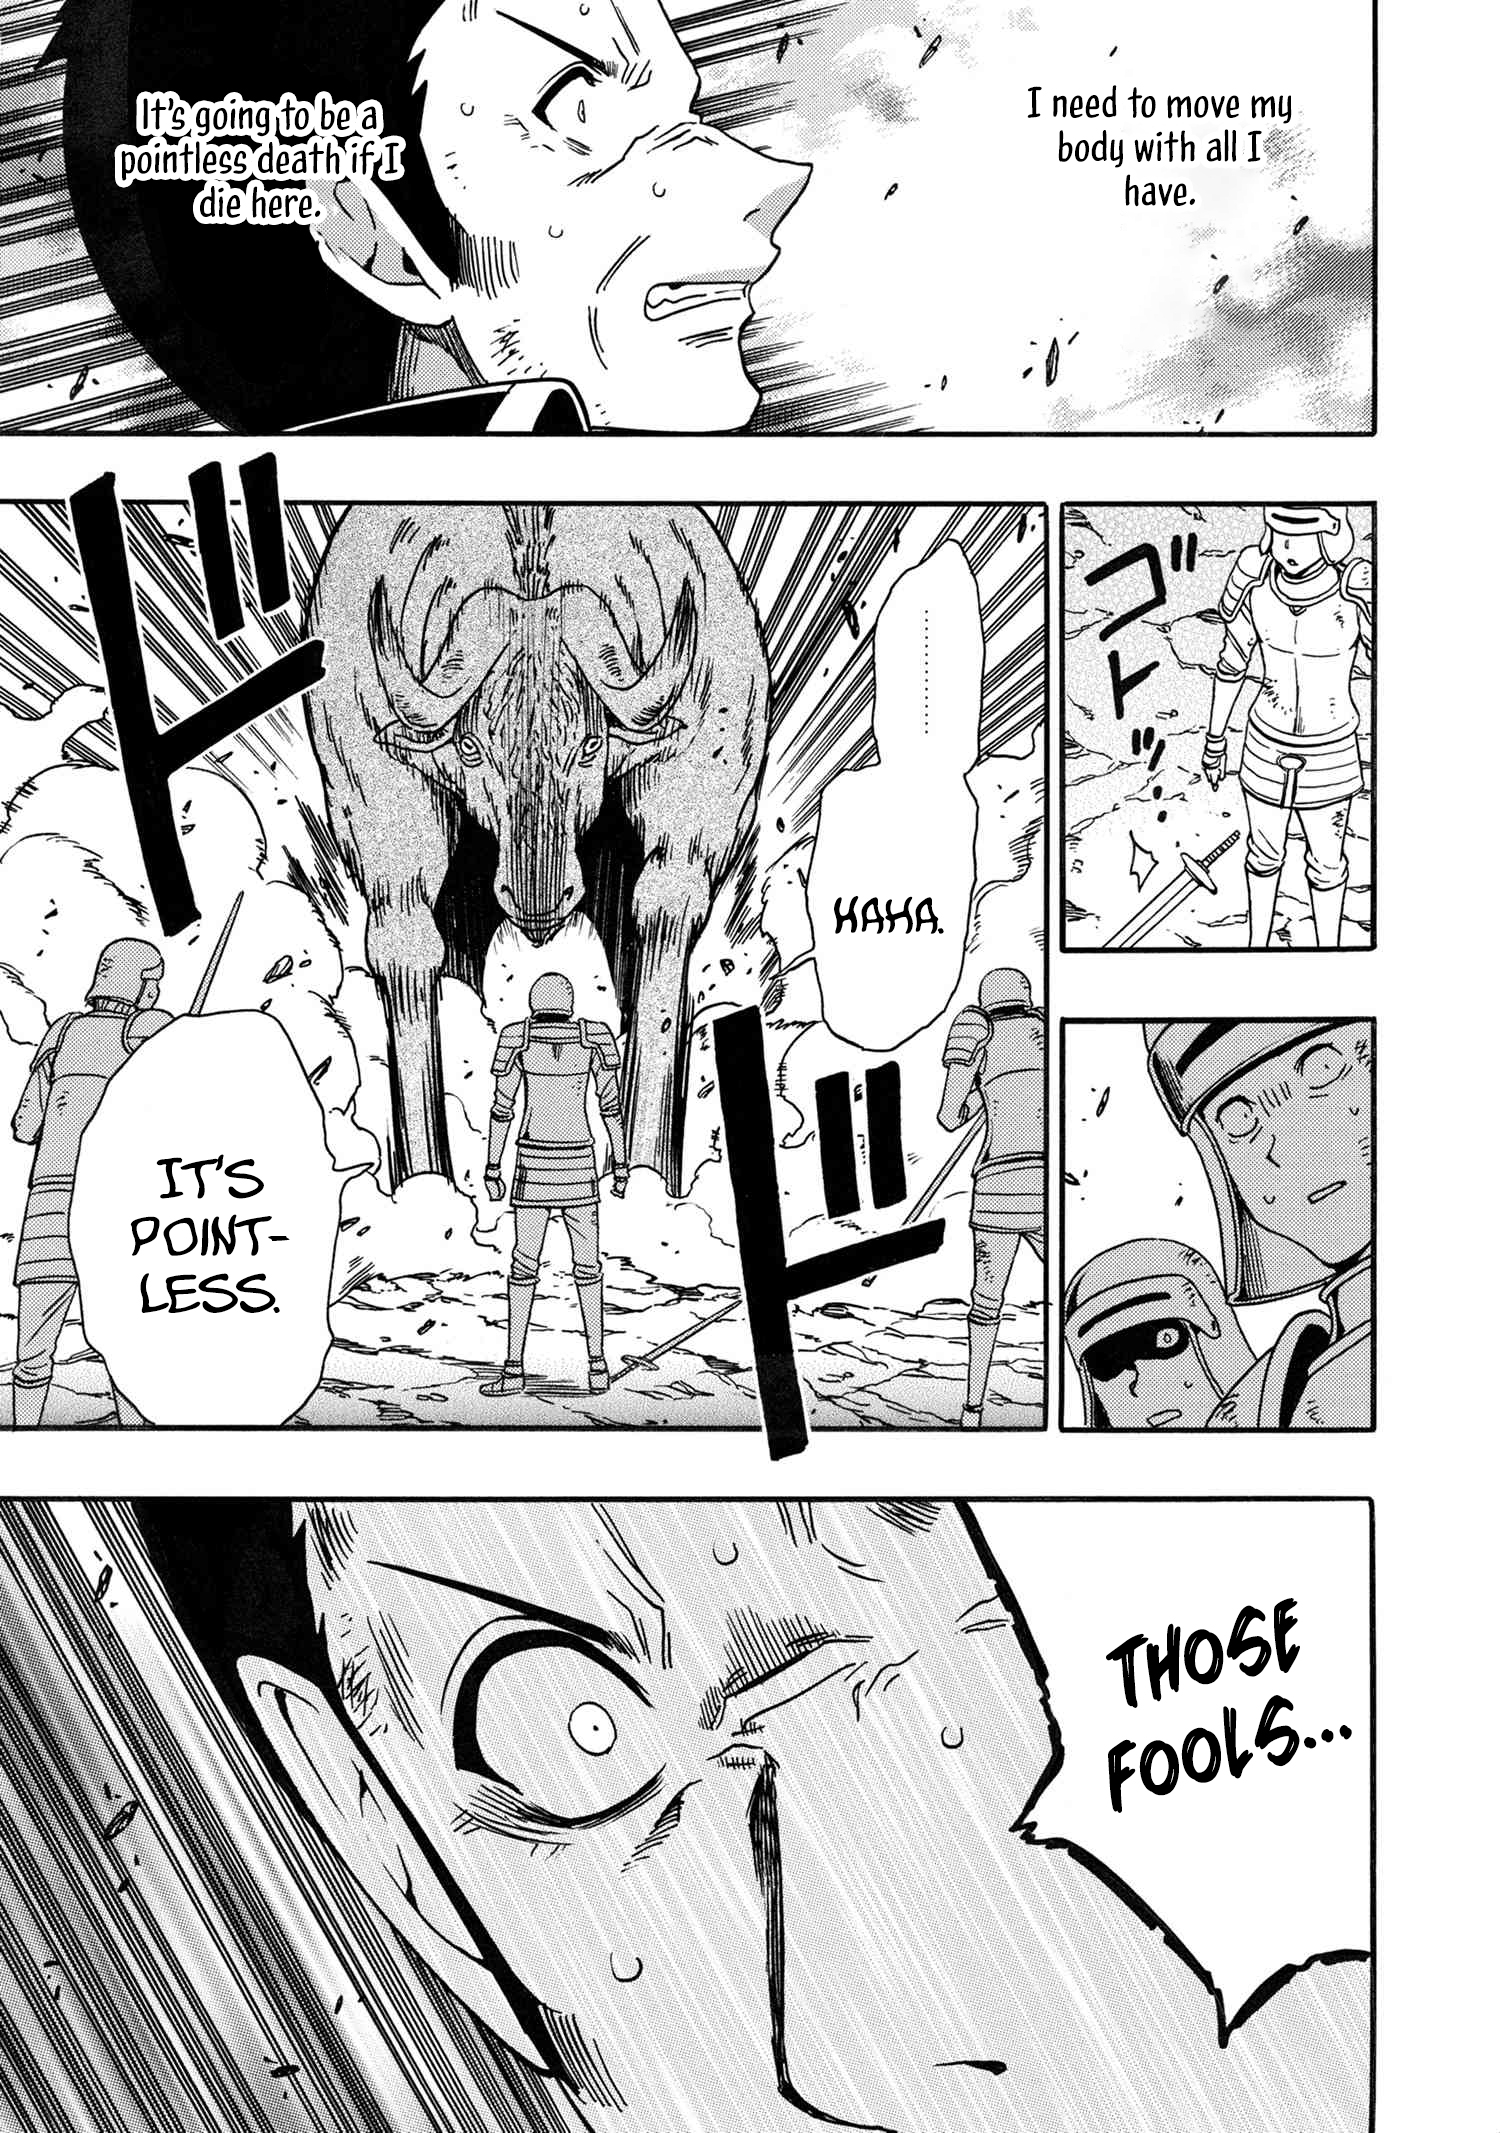 I need to move my
body with all I
have.
It's going to be a
pointless death if I
die here.
ゴ
ト
ッ
.........
HAHA.
IT'S
POINT-
LESS.
ド
ド
THOSE
FOOLS...